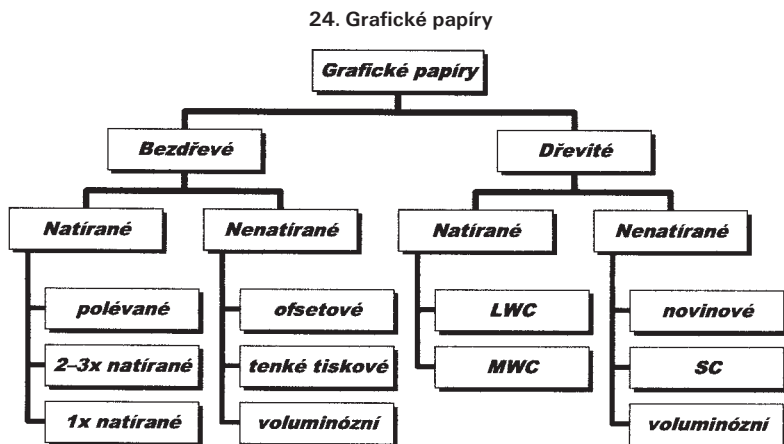 24. Grafické papíry
Grafické papíry
Bezdřevé
Dřevité
Natírané
Nenatírané
Natírané
Nenatírané
polévané
ofsetové
LWC
novinové
2–3x natírané
tenké tiskové
MWC
SC
1x natírané
voluminózní
voluminózní